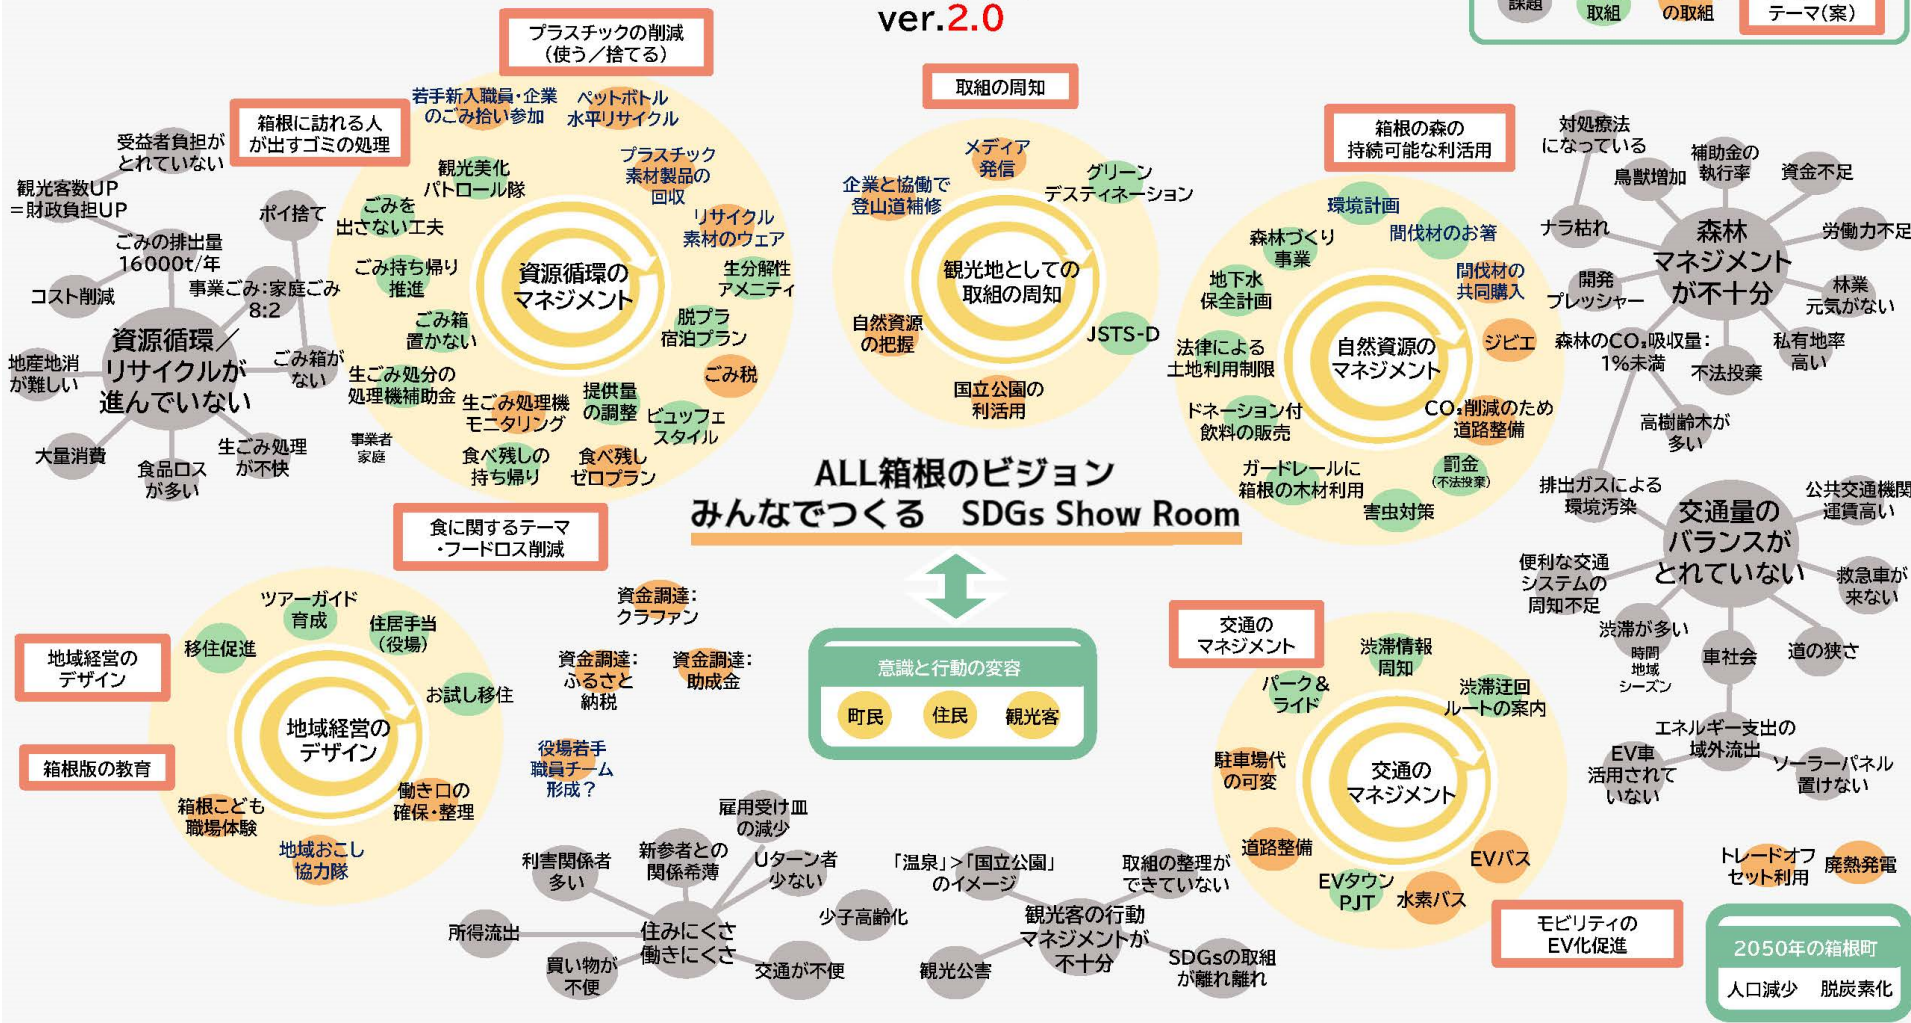 ver.2.0
課題
取組
の取組
テーマ(案)
プラスチックの削減
(使う／捨てる)
箱根に訪れる人
が出すゴミの処理
若手新入職員・企業
のごみ拾い参加
ペットボトル
水平リサイクル
観光美化
パトロール隊
プラスチック
素材製品の
回収
ごみを
出さない工夫
リサイクル
素材のウェア
ごみ持ち帰り
推進
資源循環の
マネジメント
生分解性
アメニティ
ごみ箱
置かない
脱プラ
宿泊プラン
生ごみ処分の
処理機補助金
ごみ税
生ごみ処理機
モニタリング
提供量
の調整
ビュッフェ
スタイル
事業者
家庭
食べ残しの
持ち帰り
食べ残し
ゼロプラン
食に関するテーマ
・フードロス削減
受益者負担が
とれていない
観光客数UP
=財政負担UP
ポイ捨て
ごみの排出量
16000t/年
コスト削減
事業ごみ:家庭ごみ
8:2
資源循環／
リサイクルが
進んでいない
地産地消
が難しい
ごみ箱が
ない
大量消費
食品ロス
が多い
生ごみ処理
が不快
取組の周知
メディア
発信
企業と協働で
登山道補修
グリーン
デスティネーション
観光地としての
取組の周知
自然資源
の把握
JSTS-D
国立公園の
利活用
箱根の森の
持続可能な利活用
環境計画
間伐材のお箸
森林づくり
事業
間伐材の
共同購入
地下水
保全計画
自然資源の
マネジメント
ジビエ
法律による
土地利用制限
ドネーション付
飲料の販売
CO₂削減のため
道路整備
ガードレールに
箱根の木材利用
罰金
(不法投棄)
害虫対策
対処療法
になっている
補助金の
執行率
鳥獣増加
資金不足
ナラ枯れ
森林
マネジメント
が不十分
労働力不足
開発
プレッシャー
林業
元気がない
森林のCO₂吸収量:
1%未満
不法投棄
私有地率
高い
高樹齢木が
多い
ALL箱根のビジョン
みんなでつくる SDGs Show Room
意識と行動の変容
町民
住民
観光客
排出ガスによる
環境汚染
公共交通機関
運賃高い
交通量の
バランスが
とれていない
便利な交通
システムの
周知不足
救急車が
来ない
渋滞が多い
時間
地域
シーズン
車社会
道の狭さ
エネルギー支出の
域外流出
EV車
活用されて
いない
ソーラーパネル
置けない
地域経営の
デザイン
箱根版の教育
ツアーガイド
育成
住居手当
(役場)
移住促進
お試し移住
地域経営の
デザイン
箱根こども
職場体験
働き口の
確保・整理
地域おこし
協力隊
資金調達:
クラファン
資金調達:
ふるさと
納税
資金調達:
助成金
役場若手
職員チーム
形成？
雇用受け皿
の減少
利害関係者
多い
新参者との
関係希薄
Uターン者
少ない
少子高齢化
所得流出
住みにくさ
働きにくさ
買い物が
不便
交通が不便
「温泉」>「国立公園」
のイメージ
取組の整理が
できていない
観光客の行動
マネジメントが
不十分
観光公害
SDGsの取組
が離れ離れ
交通の
マネジメント
渋滞情報
周知
パーク&
ライド
渋滞迂回
ルートの案内
駐車場代
の可変
交通の
マネジメント
道路整備
EVバス
EVタウン
PJT
水素バス
モビリティの
EV化促進
トレードオフ
セット利用
廃熱発電
2050年の箱根町
人口減少 脱炭素化